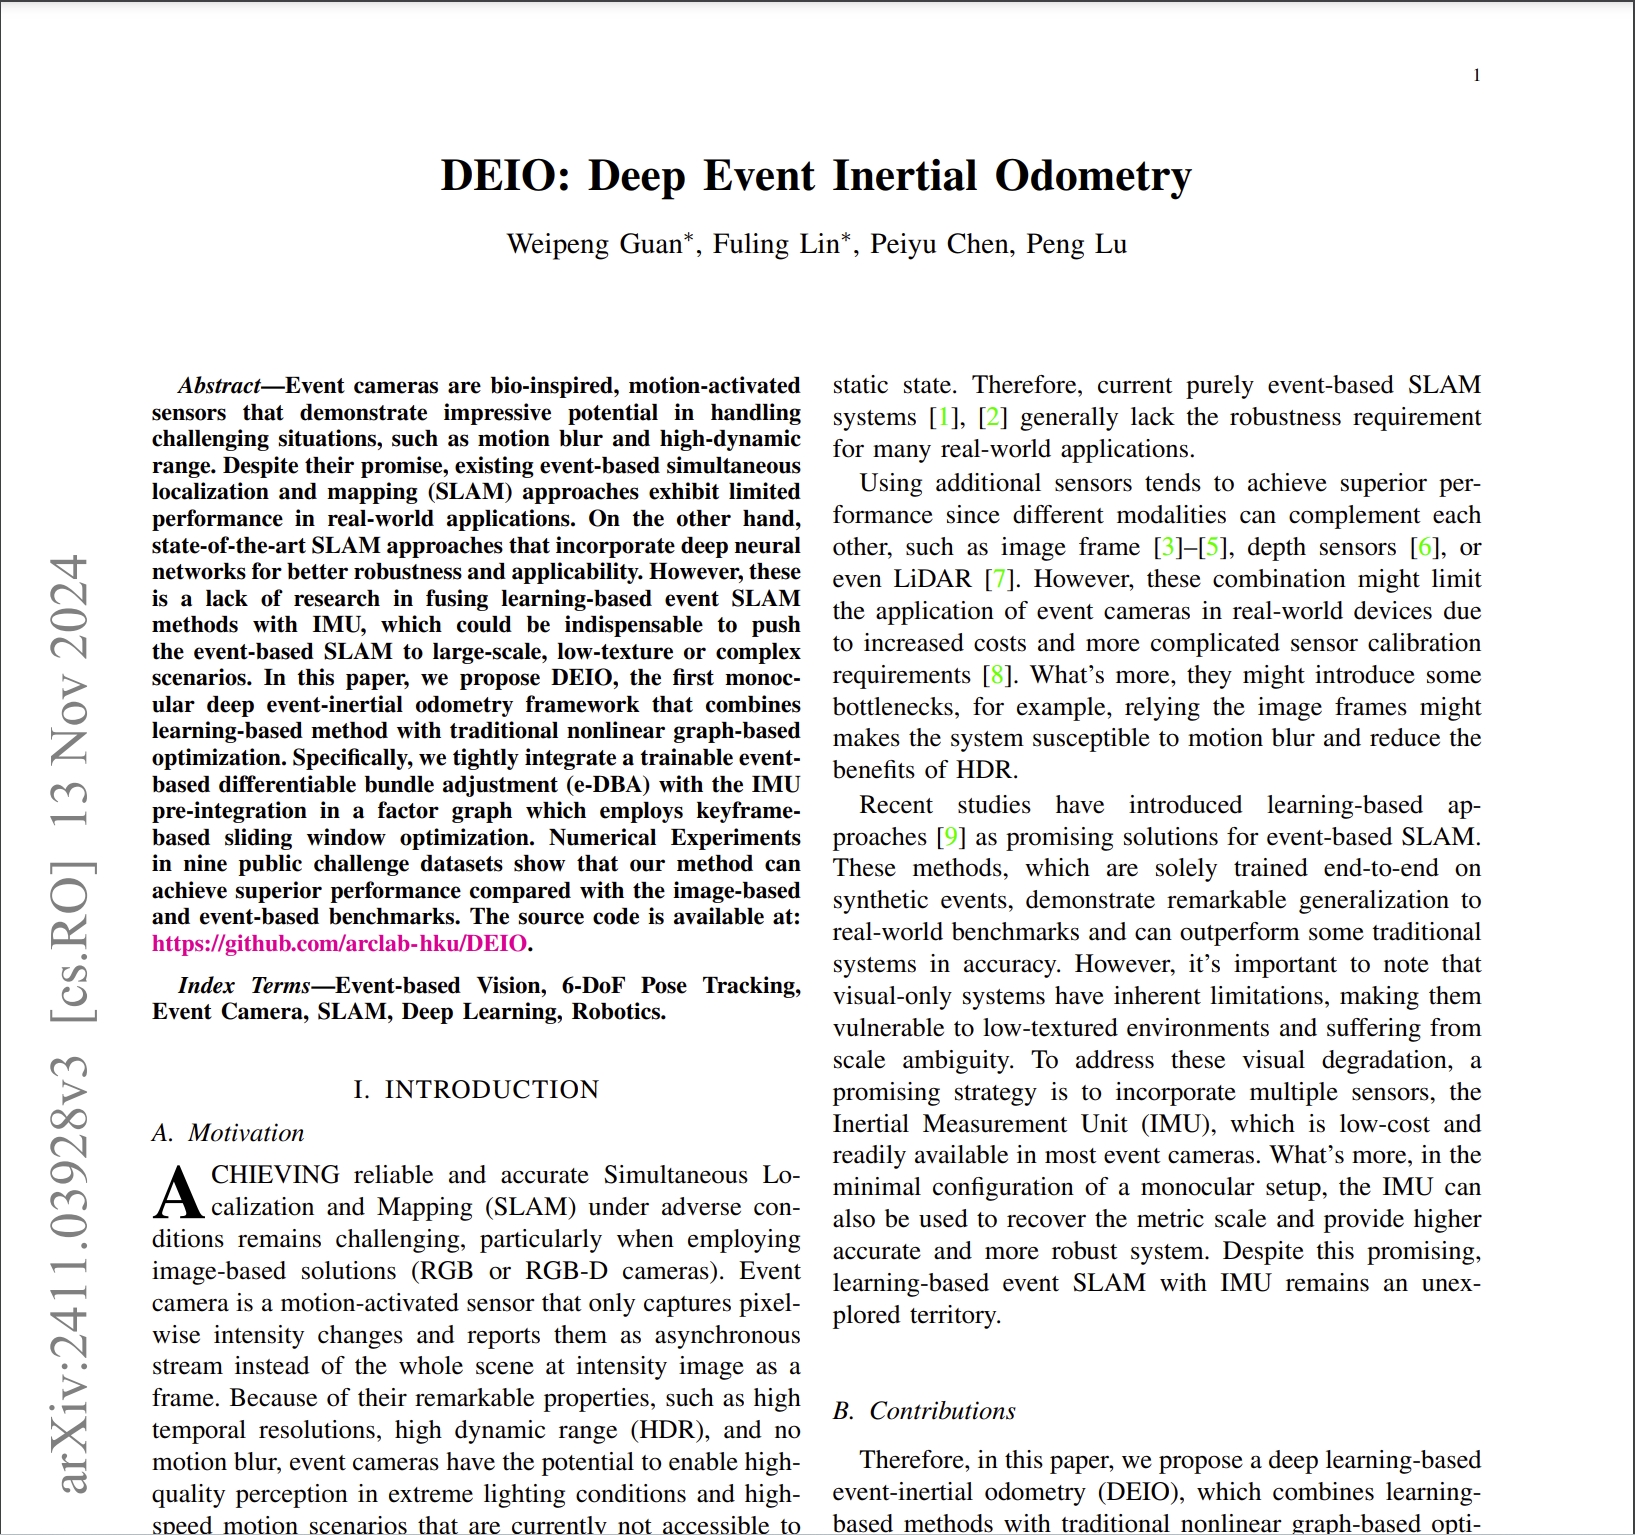 1
DEIO: Deep Event Inertial Odometry
Weipeng Guan*, Fuling Lin*, Peiyu Chen, Peng Lu
Abstract—Event cameras are bio-inspired, motion-activated
sensors that demonstrate impressive potential in handling
challenging situations, such as motion blur and high-dynamic
range. Despite their promise, existing event-based simultaneous
localization and mapping (SLAM) approaches exhibit limited
performance in real-world applications. On the other hand,
state-of-the-art SLAM approaches that incorporate deep neural
networks for better robustness and applicability. However, these
is a lack of research in fusing learning-based event SLAM
methods with IMU, which could be indispensable to push
the event-based SLAM to large-scale, low-texture or complex
scenarios. In this paper, we propose DEIO, the first monoc-
ular deep event-inertial odometry framework that combines
learning-based method with traditional nonlinear graph-based
optimization. Specifically, we tightly integrate a trainable event-
based differentiable bundle adjustment (e-DBA) with the IMU
pre-integration in a factor graph which employs keyframe-
based sliding window optimization. Numerical Experiments
in nine public challenge datasets show that our method can
achieve superior performance compared with the image-based
and event-based benchmarks. The source code is available at:
https://github.com/arclab-hku/DEIO.
Index Terms—Event-based Vision, 6-DoF Pose Tracking,
Event Camera, SLAM, Deep Learning, Robotics.
I. INTRODUCTION
A. Motivation
ACHIEVING reliable and accurate Simultaneous Lo-
calization and Mapping (SLAM) under adverse con-
ditions remains challenging, particularly when employing
image-based solutions (RGB or RGB-D cameras). Event
camera is a motion-activated sensor that only captures pixel-
wise intensity changes and reports them as asynchronous
stream instead of the whole scene at intensity image as a
frame. Because of their remarkable properties, such as high
temporal resolutions, high dynamic range (HDR), and no
motion blur, event cameras have the potential to enable high-
quality perception in extreme lighting conditions and high-
speed motion scenarios that are currently not accessible to
static state. Therefore, current purely event-based SLAM
systems [1], [2] generally lack the robustness requirement
for many real-world applications.
Using additional sensors tends to achieve superior per-
formance since different modalities can complement each
other, such as image frame [3]–[5], depth sensors [6], or
even LiDAR [7]. However, these combination might limit
the application of event cameras in real-world devices due
to increased costs and more complicated sensor calibration
requirements [8]. What's more, they might introduce some
bottlenecks, for example, relying the image frames might
makes the system susceptible to motion blur and reduce the
benefits of HDR.
Recent studies have introduced learning-based ap-
proaches [9] as promising solutions for event-based SLAM.
These methods, which are solely trained end-to-end on
synthetic events, demonstrate remarkable generalization to
real-world benchmarks and can outperform some traditional
systems in accuracy. However, it's important to note that
visual-only systems have inherent limitations, making them
vulnerable to low-textured environments and suffering from
scale ambiguity. To address these visual degradation, a
promising strategy is to incorporate multiple sensors, the
Inertial Measurement Unit (IMU), which is low-cost and
readily available in most event cameras. What's more, in the
minimal configuration of a monocular setup, the IMU can
also be used to recover the metric scale and provide higher
accurate and more robust system. Despite this promising,
learning-based event SLAM with IMU remains an unex-
plored territory.
B. Contributions
Therefore, in this paper, we propose a deep learning-based
event-inertial odometry (DEIO), which combines learning-
based methods with traditional nonlinear graph-based opti-
arXiv:2411.03928v3 [cs.RO] 13 Nov 2024